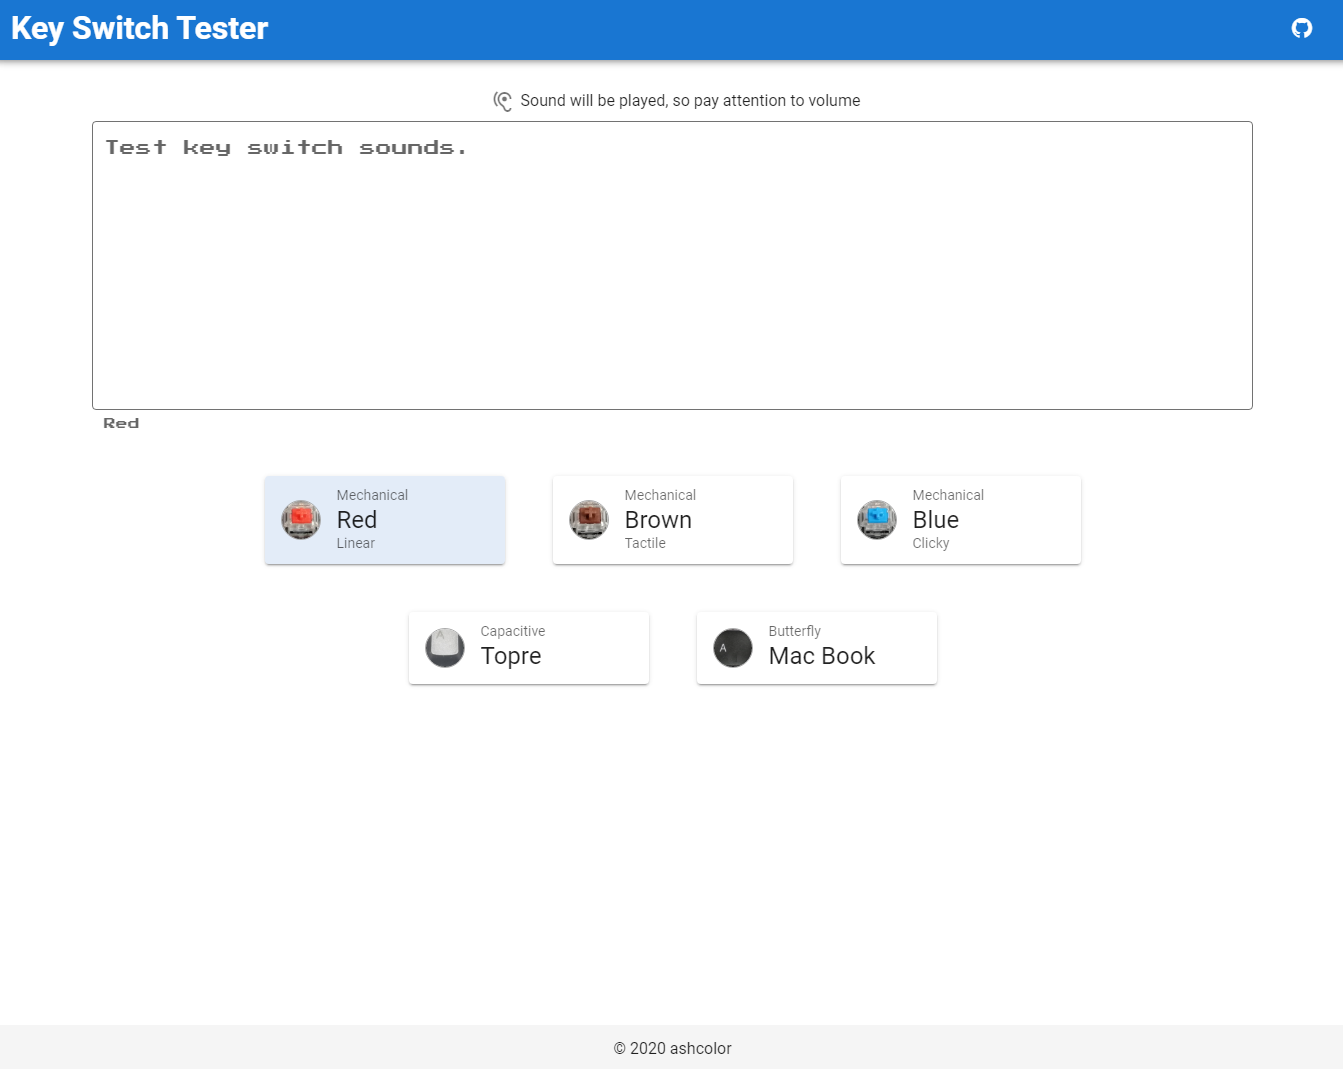 Key Switch Tester
Sound will be played, so pay attention to volume
Test key switch sounds.
Red
Mechanical
Red
Linear
Mechanical
Brown
Tactile
Mechanical
Blue
Clicky
A
Capacitive
Topre
A
Butterfly
Mac Book
© 2020 ashcolor